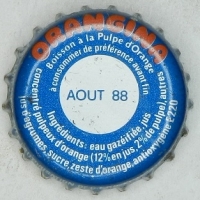 ORANGINA
Boisson à la Pulpe d'Orange
à consommer de préférence avant fin
AOUT 88
Ingrédients: eau gazéifiée, jus
concentré pulpeux d'orange (12% en jus, 2% de pulpe), autres
jus d'agrumes, sucre, zeste d'orange, antioxygène E220